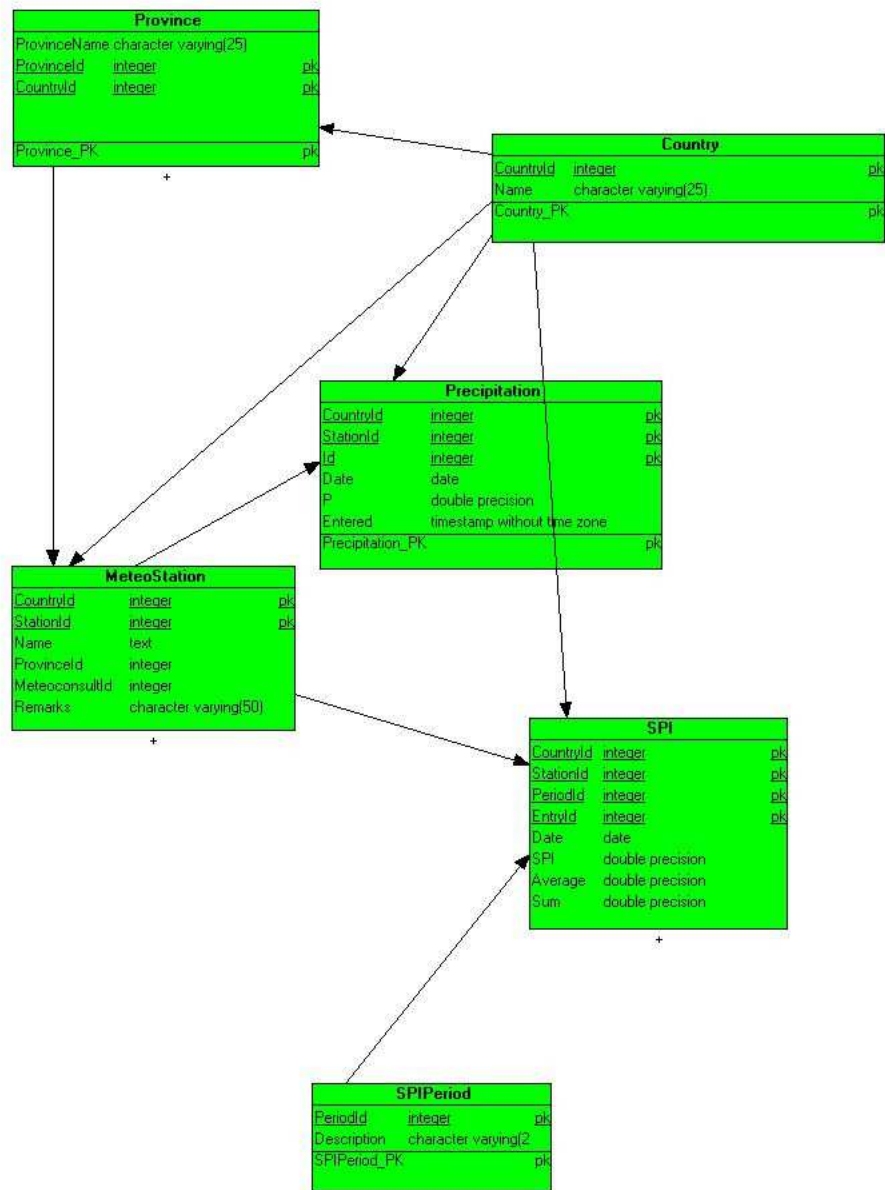 Province
ProvinceName character varying(25)
ProvinceId integer pk
CountryId integer pk
Province_PK pk
+
Country
CountryId integer pk
Name character varying(25)
Country_PK pk
Precipitation
CountryId integer pk
StationId integer pk
Id integer pk
Date date
P double precision
Entered timestamp without time zone
Precipitation_PK pk
MeteoStation
CountryId integer pk
StationId integer pk
Name text
ProvinceId integer
MeteoconsultId integer
Remarks character varying(50)
+
SPI
CountryId integer pk
StationId integer pk
PeriodId integer pk
EntryId integer pk
Date date
SPI double precision
Average double precision
Sum double precision
+
SPIPeriod
PeriodId integer pk
Description character varying(2
SPIPeriod_PK pk